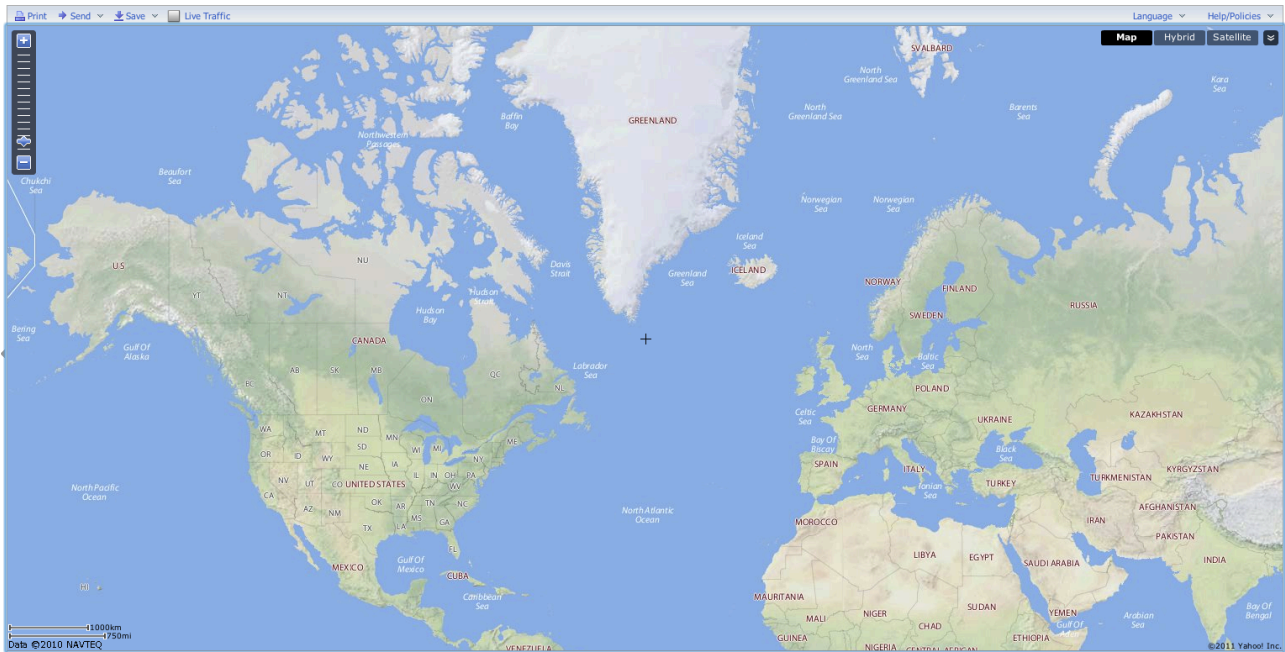 Print Send Save Live Traffic Language Help/Policies
Map Hybrid Satellite
SVALBARD
North
Greenland Sea
Kara
Sea
North
Greenland Sea
Barents
Sea
Baffin
Bay
GREENLAND
Northwestern
Passages
Beaufort
Sea
Chukchi
Sea
Norwegian
Sea
Norwegian
Sea
Iceland
Sea
U.S.
NU
Davis
Strait
Greenland
Sea
ICELAND
NORWAY
FINLAND
YT
NT
Hudson
Strait
Hudson
Bay
RUSSIA
SWEDEN
Bering
Sea
Gulf Of
Alaska
CANADA
North
Sea
Baltic
Sea
Labrador
Sea
BC
AB
SK
MB
QC
ON
NL
POLAND
GERMANY
Celtic
Sea
UKRAINE
KAZAKHSTAN
WA
MT
ND
MN
ME
Bay Of
Biscay
Black
Sea
OR
ID
WY
SD
WI
MI
NY
SPAIN
ITALY
Ionian
Sea
TURKEY
TURKMENISTAN
KYRGYZSTAN
NV
UT
CO
NE
IA
IL
IN
OH
PA
UNITED STATES
WV
North Pacific
Ocean
CA
AZ
NM
OK
AR
TN
NC
AFGHANISTAN
North Atlantic
Ocean
MOROCCO
IRAN
PAKISTAN
TX
LA
MS
GA
FL
LIBYA
EGYPT
SAUDI ARABIA
INDIA
Gulf Of
Mexico
MEXICO
CUBA
HI
Caribbean
Sea
MAURITANIA
MALI
NIGER
CHAD
SUDAN
YEMEN
Gulf Of
Aden
Arabian
Sea
Bay Of
Bengal
1000km
750mi
Data ©2010 NAVTEQ
VENEZUELA
GUINEA
NIGERIA
CENTRAL AFRICAN
ETHIOPIA
©2011 Yahoo! Inc.